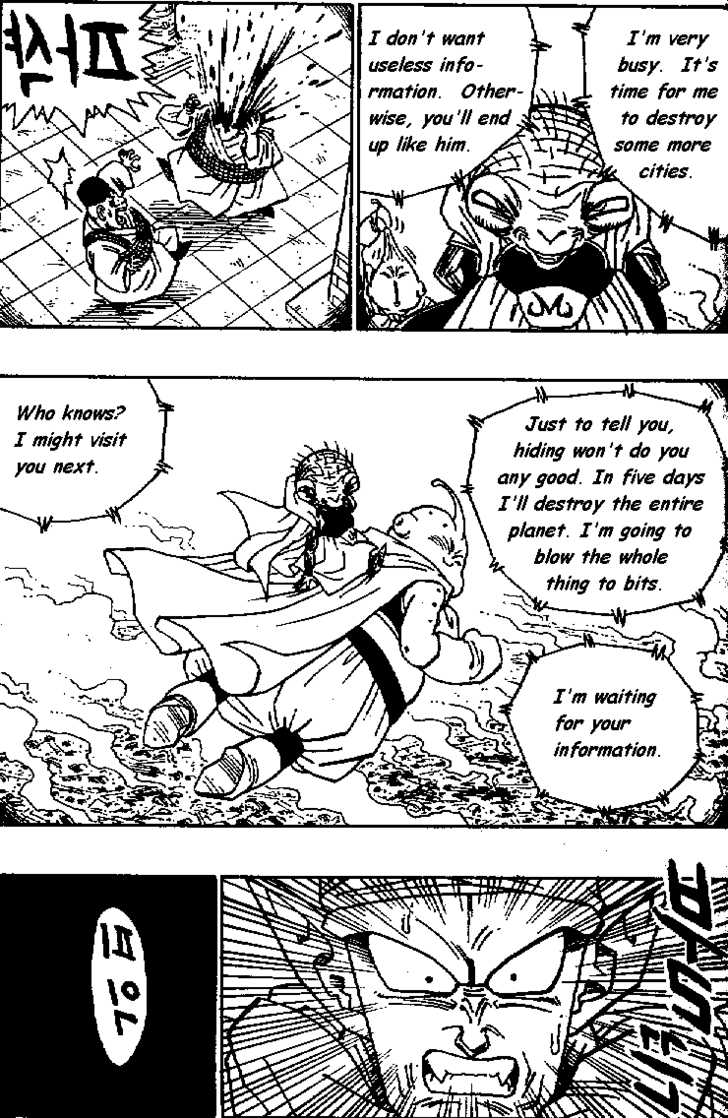 I'm very
busy. It's
time for me
to destroy
some more
cities.
I don't want
useless info-
rmation. Other-
wise, you'll end
up like him.
Just to tell you,
hiding won't do you
any good. In five days
I'll destroy the entire
planet. I'm going to
blow the whole
thing to bits.
I'm waiting
for your
information.
Who knows?
I might visit
you next.